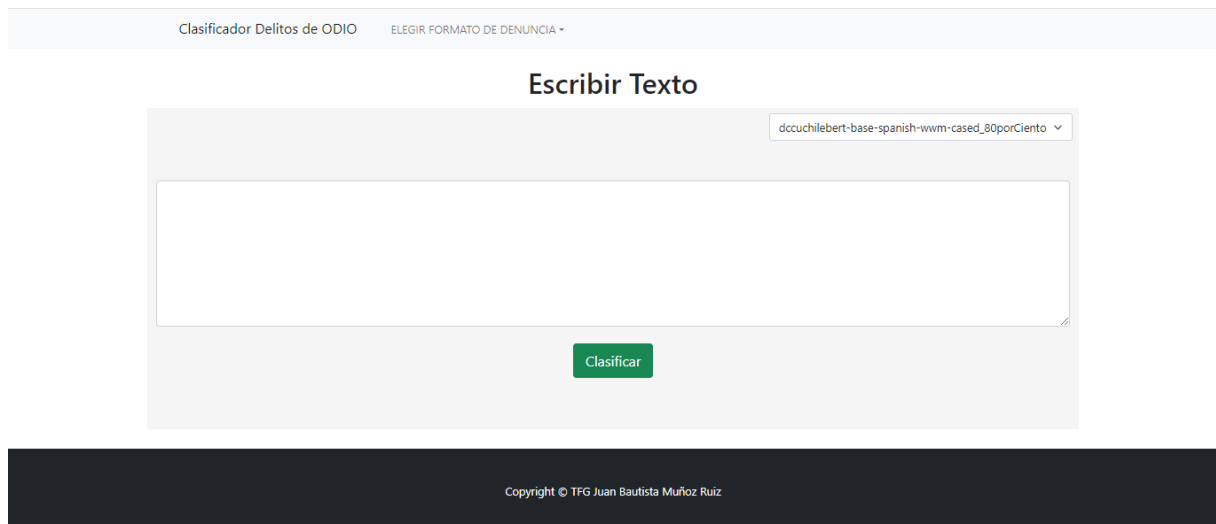 Clasificador Delitos de ODIO ELEGIR FORMATO DE DENUNCIA
Escribir Texto
dccuchilebert-base-spanish-wwm-cased_80porCiento
Clasificar
Copyright © TFG Juan Bautista Muñoz Ruiz